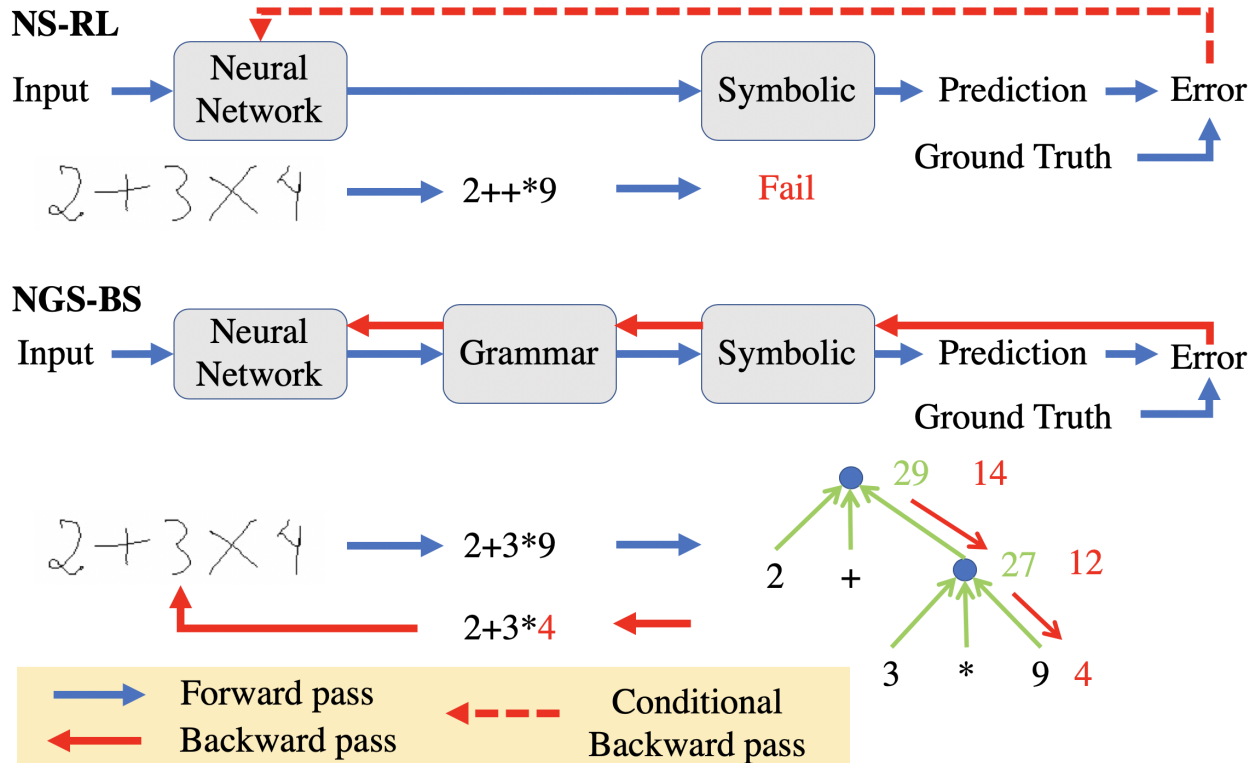 NS-RL
Input
Neural
Network
Symbolic
Prediction
Error
Ground Truth
2+3×4
2++*9
Fail
NGS-BS
Input
Neural
Network
Grammar
Symbolic
Prediction
Error
Ground Truth
29 14
2+3×4
2+3*9
2 +
27 12
2+3*4
3 * 9 4
Forward pass
Backward pass
Conditional
Backward pass